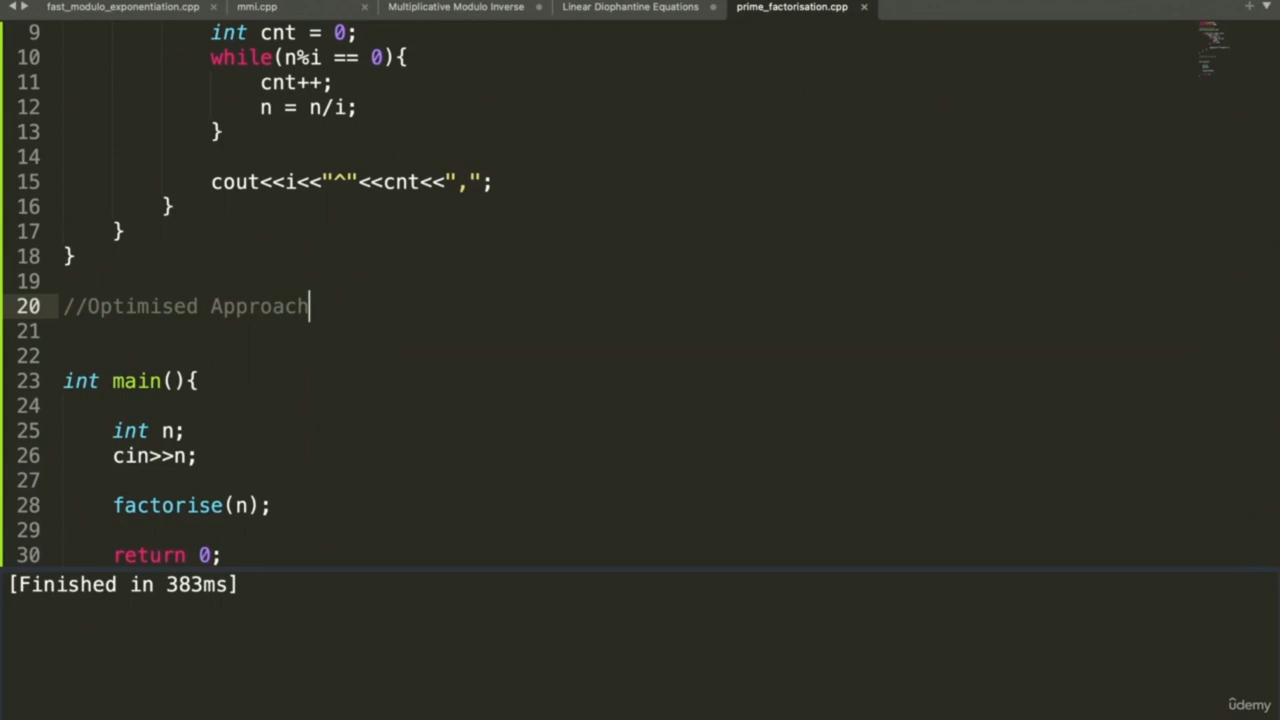 fast_modulo_exponentiation.cpp mmi.cpp Multiplicative Modulo Inverse Linear Diophantine Equations prime_factorisation.cpp
9 int cnt = 0;
10 while(n%i == 0){
11 cnt++;
12 n = n/i;
13 }
14
15 cout<<i<<"^"<<cnt<<",";
16 }
17 }
18 }
19
20 //Optimised Approach
21
22
23 int main(){
24
25 int n;
26 cin>>n;
27
28 factorise(n);
29
30 return 0;
[Finished in 383ms]
ûdemy